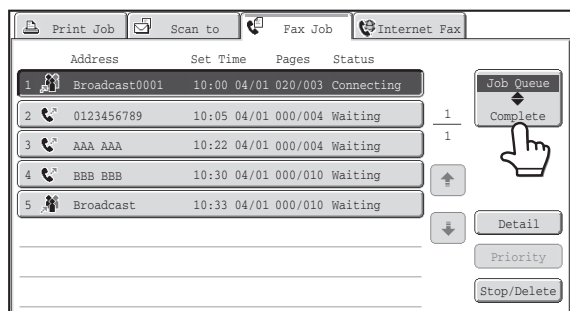 Print Job Scan to Fax Job Internet Fax
Address Set Time Pages Status
1 Broadcast0001 10:00 04/01 020/003 Connecting
2 0123456789 10:05 04/01 000/004 Waiting
3 AAA AAA 10:22 04/01 000/004 Waiting
4 BBB BBB 10:30 04/01 000/010 Waiting
5 Broadcast 10:33 04/01 000/010 Waiting
1
1
Job Queue
Complete
Detail
Priority
Stop/Delete